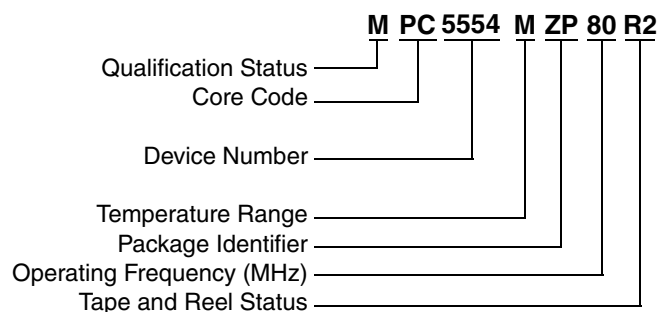 M PC 5554 M ZP 80 R2
Qualification Status
Core Code
Device Number
Temperature Range
Package Identifier
Operating Frequency (MHz)
Tape and Reel Status